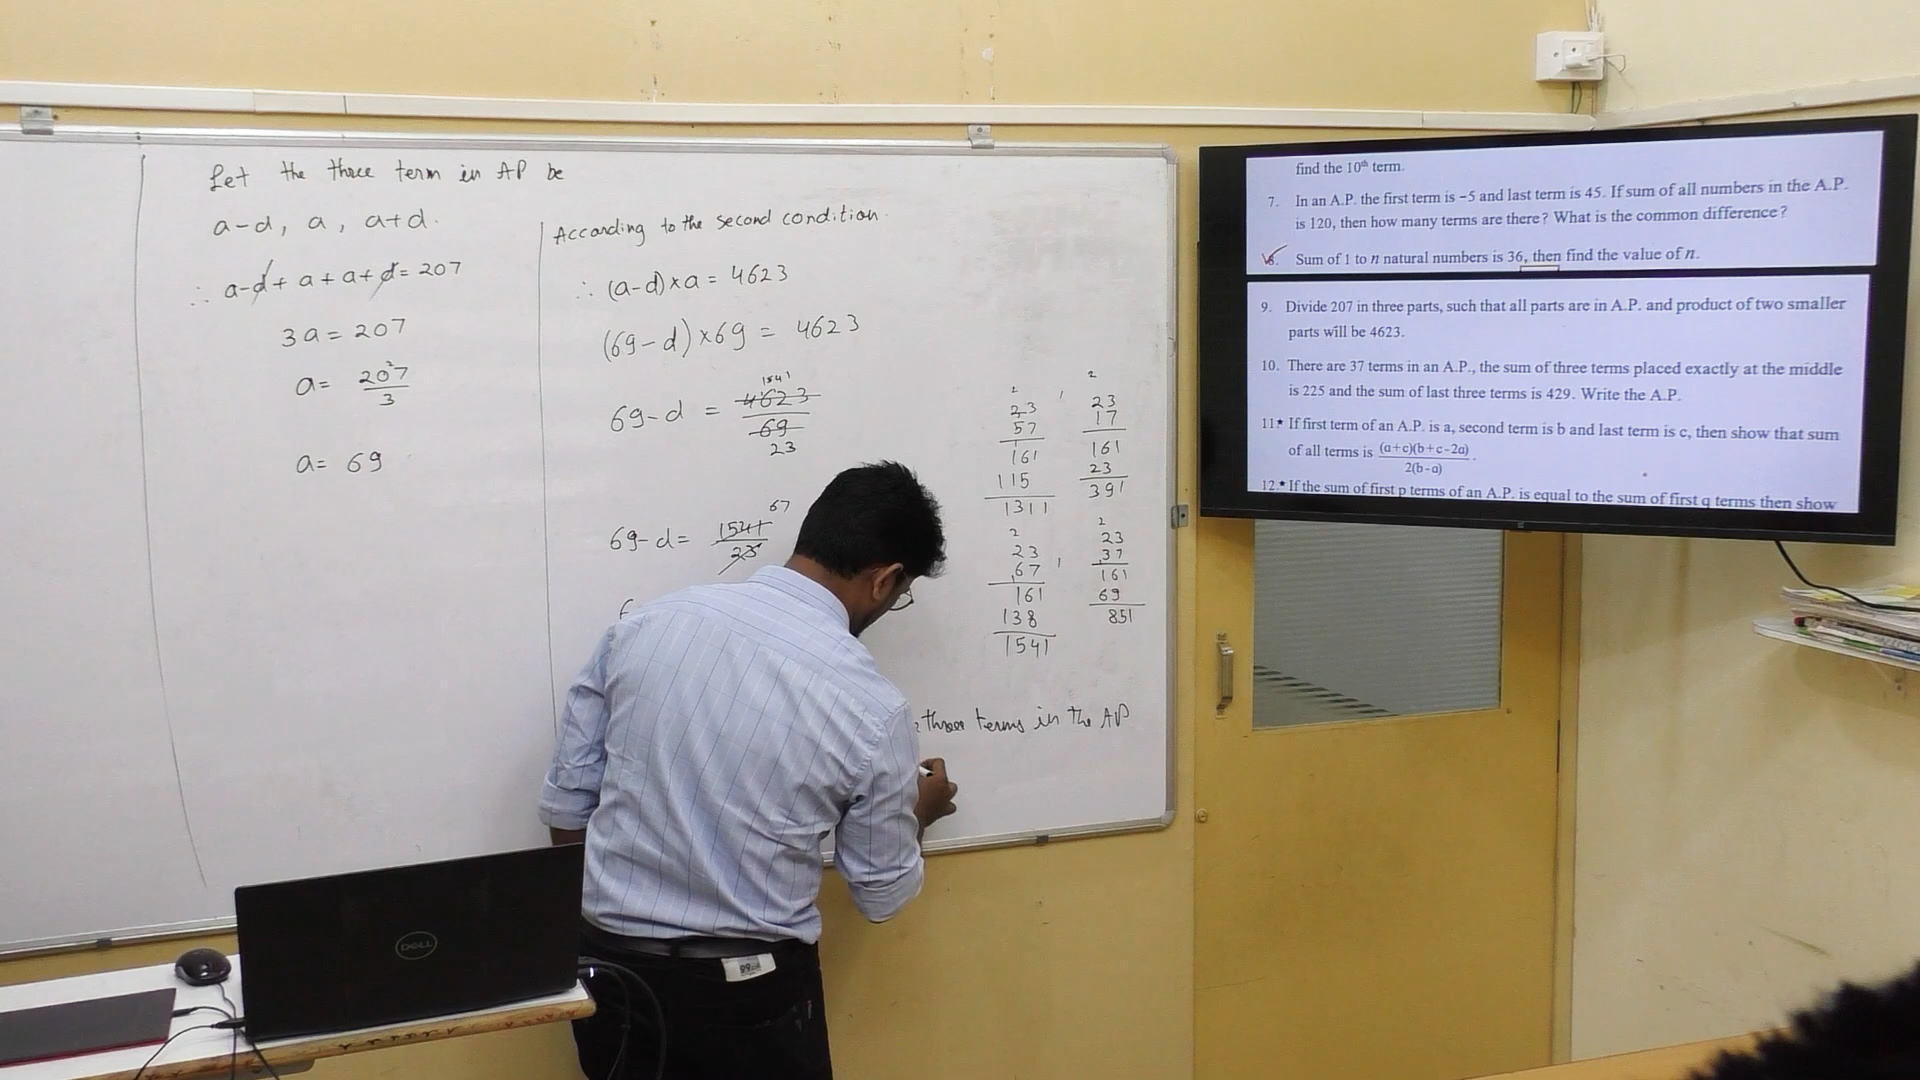 Let the three term in AP be
a-d, a, a+d.
∴ a-d+a+a+d=207
3a=207
a= 207/3
a= 69
According to the second condition.
∴ (a-d)×a = 4623
(69-d)×69 = 4623
1541
69-d = 4623/69
23
67
69-d= 1541/23
2 , 2
23 23
57 17
161 161
115 23
1311 391
2 2
23 , 23
67 37
161 161
138 69
1541 851
three terms in the AP
find the 10th term.
7. In an A.P. the first term is −5 and last term is 45. If sum of all numbers in the A.P.
is 120, then how many terms are there? What is the common difference?
8. Sum of 1 to n natural numbers is 36, then find the value of n.
9. Divide 207 in three parts, such that all parts are in A.P. and product of two smaller
parts will be 4623.
10. There are 37 terms in an A.P., the sum of three terms placed exactly at the middle
is 225 and the sum of last three terms is 429. Write the A.P.
11★ If first term of an A.P. is a, second term is b and last term is c, then show that sum
of all terms is (a+c)(b+c-2a)/2(b-a).
12.★ If the sum of first p terms of an A.P. is equal to the sum of first q terms then show
DELL